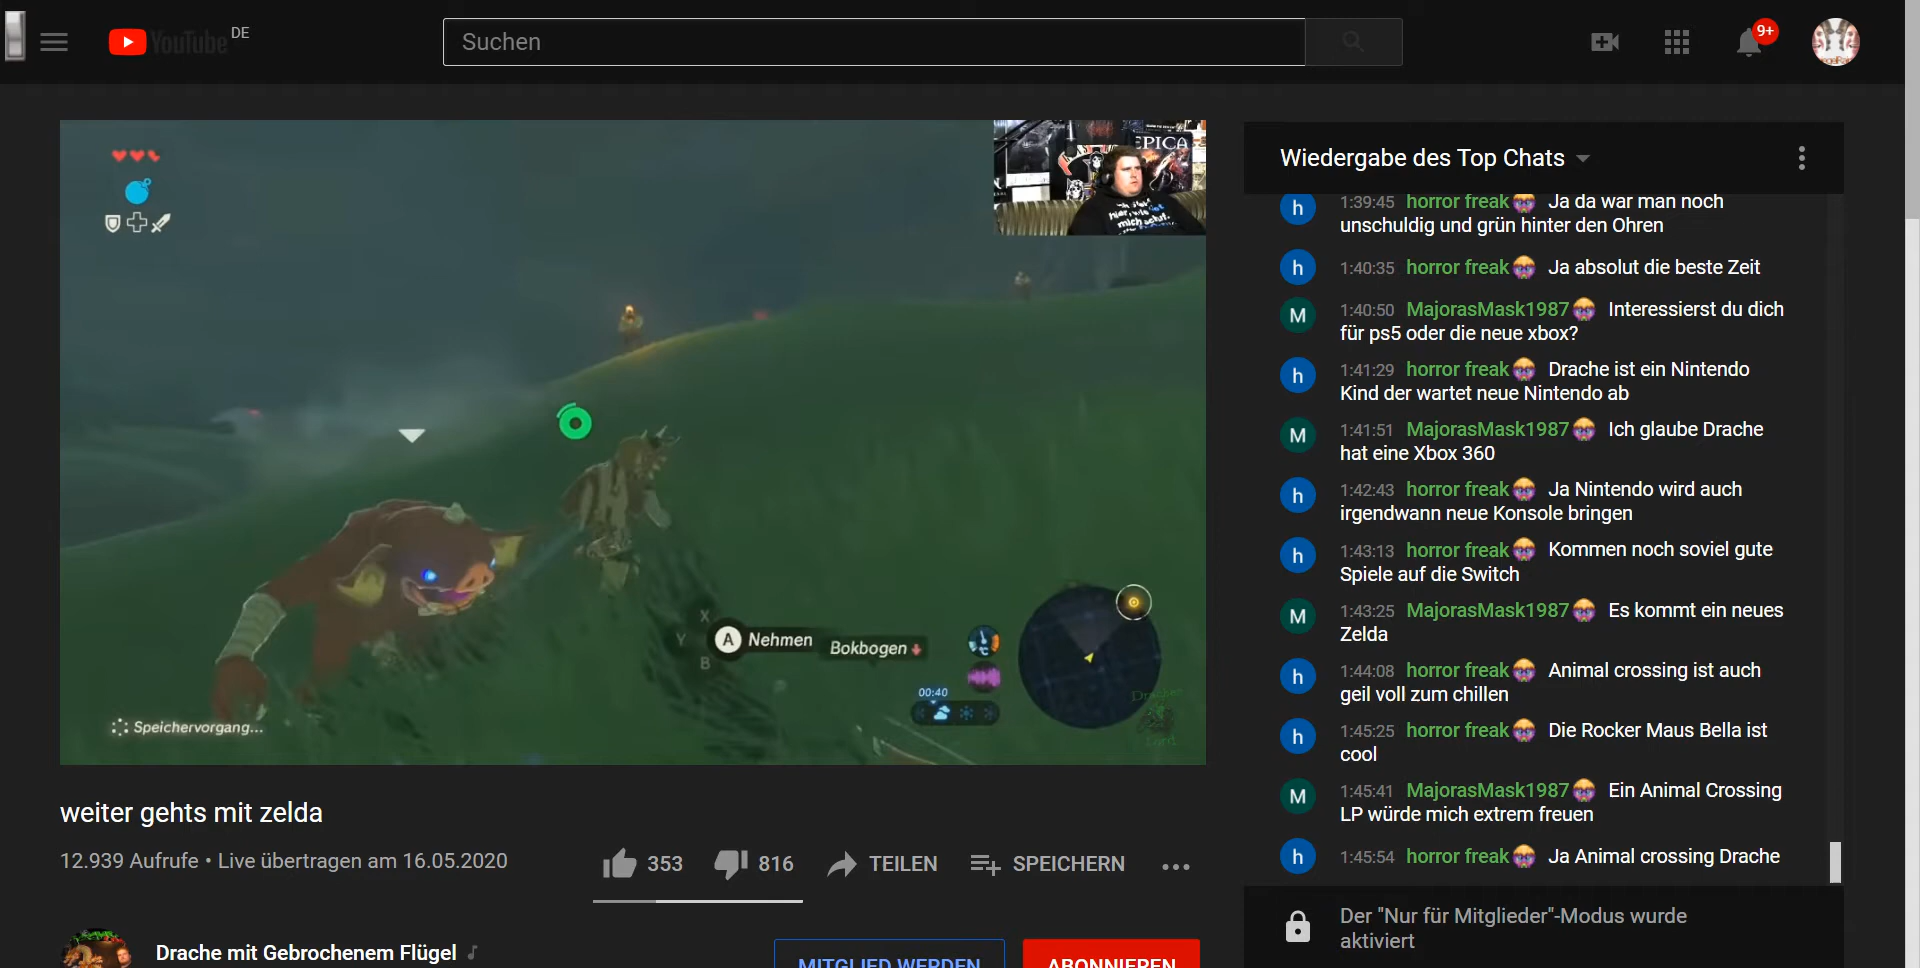 YouTube DE
Suchen
9+
EPICA
X
Y
A Nehmen
B
Bokbogen
00:40
Speichervorgang...
weiter gehts mit zelda
12.939 Aufrufe • Live übertragen am 16.05.2020
353
816
TEILEN
SPEICHERN
Drache mit Gebrochenem Flügel
MITGLIED WERDEN
ABONNIEREN
Wiedergabe des Top Chats
h
1:39:45 horror freak Ja da war man noch
unschuldig und grün hinter den Ohren
h
1:40:35 horror freak Ja absolut die beste Zeit
M
1:40:50 MajorasMask1987 Interessierst du dich
für ps5 oder die neue xbox?
h
1:41:29 horror freak Drache ist ein Nintendo
Kind der wartet neue Nintendo ab
M
1:41:51 MajorasMask1987 Ich glaube Drache
hat eine Xbox 360
h
1:42:43 horror freak Ja Nintendo wird auch
irgendwann neue Konsole bringen
h
1:43:13 horror freak Kommen noch soviel gute
Spiele auf die Switch
M
1:43:25 MajorasMask1987 Es kommt ein neues
Zelda
h
1:44:08 horror freak Animal crossing ist auch
geil voll zum chillen
h
1:45:25 horror freak Die Rocker Maus Bella ist
cool
M
1:45:41 MajorasMask1987 Ein Animal Crossing
LP würde mich extrem freuen
h
1:45:54 horror freak Ja Animal crossing Drache
Der "Nur für Mitglieder"-Modus wurde
aktiviert